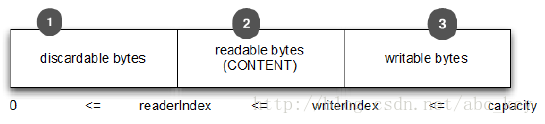 1 2 3
discardable bytes
readable bytes
(CONTENT)
writable bytes
0 <= readerIndex <= writerIndex <= capacity